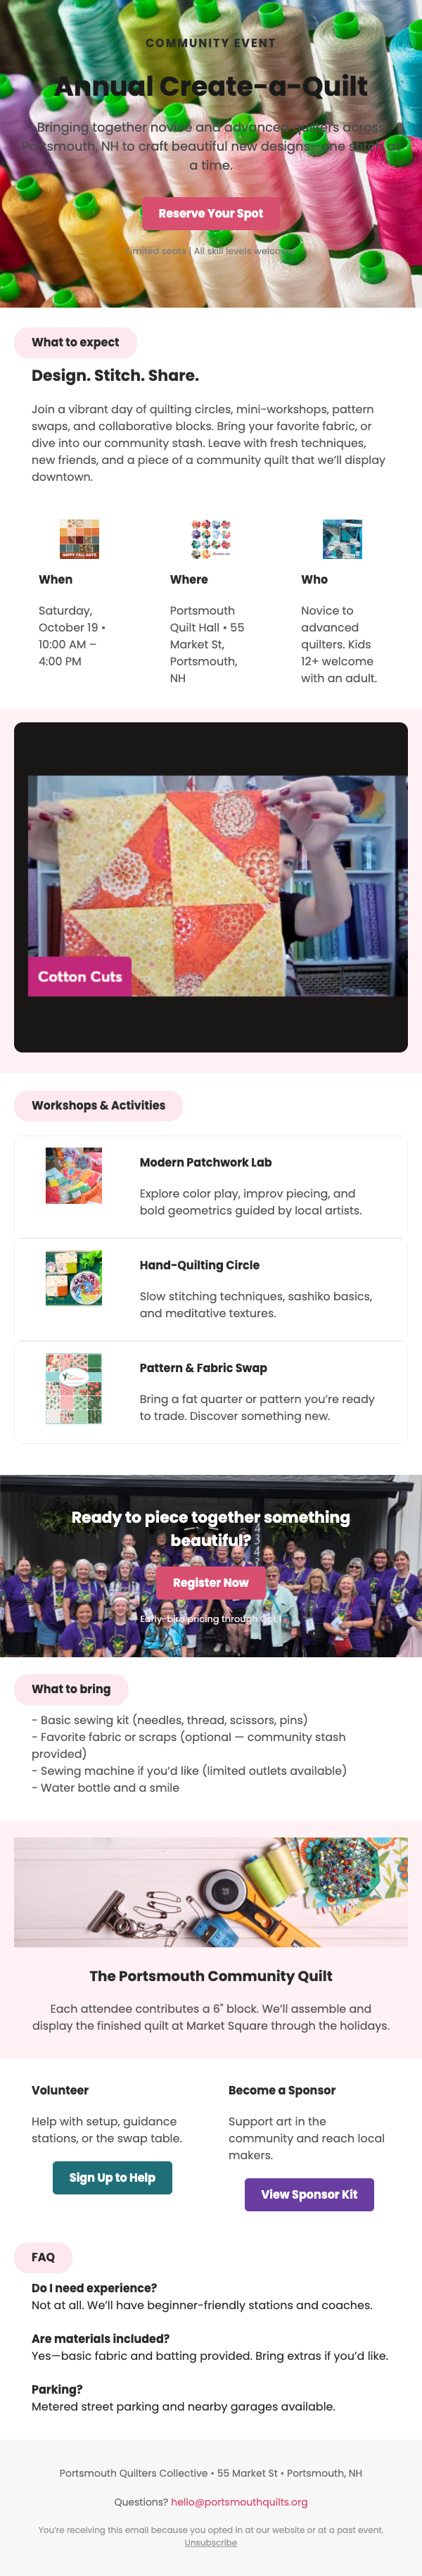 COMMUNITY EVENT
Annual Create-a-Quilt
Bringing together novice and advanced quilters across
Portsmouth, NH to craft beautiful new designs—one stitch at
a time.
Reserve Your Spot
Limited seats | All skill levels welcome
What to expect
Design. Stitch. Share.
Join a vibrant day of quilting circles, mini-workshops, pattern
swaps, and collaborative blocks. Bring your favorite fabric, or
dive into our community stash. Leave with fresh techniques,
new friends, and a piece of a community quilt that we’ll display
downtown.
HAPPY FALL DAYS
When
Saturday,
October 19 •
10:00 AM –
4:00 PM
Where
Portsmouth
Quilt Hall • 55
Market St,
Portsmouth,
NH
Who
Novice to
advanced
quilters. Kids
12+ welcome
with an adult.
Cotton Cuts
Workshops & Activities
Modern Patchwork Lab
Explore color play, improv piecing, and
bold geometrics guided by local artists.
Hand-Quilting Circle
Slow stitching techniques, sashiko basics,
and meditative textures.
Pattern & Fabric Swap
Bring a fat quarter or pattern you’re ready
to trade. Discover something new.
Ready to piece together something
beautiful?
Register Now
Early-bird pricing through Oct 1
What to bring
- Basic sewing kit (needles, thread, scissors, pins)
- Favorite fabric or scraps (optional — community stash
provided)
- Sewing machine if you’d like (limited outlets available)
- Water bottle and a smile
The Portsmouth Community Quilt
Each attendee contributes a 6" block. We’ll assemble and
display the finished quilt at Market Square through the holidays.
Volunteer
Help with setup, guidance
stations, or the swap table.
Sign Up to Help
Become a Sponsor
Support art in the
community and reach local
makers.
View Sponsor Kit
FAQ
Do I need experience?
Not at all. We’ll have beginner-friendly stations and coaches.
Are materials included?
Yes—basic fabric and batting provided. Bring extras if you’d like.
Parking?
Metered street parking and nearby garages available.
Portsmouth Quilters Collective • 55 Market St • Portsmouth, NH
Questions? hello@portsmouthquilts.org
You’re receiving this email because you opted in at our website or at a past event.
Unsubscribe